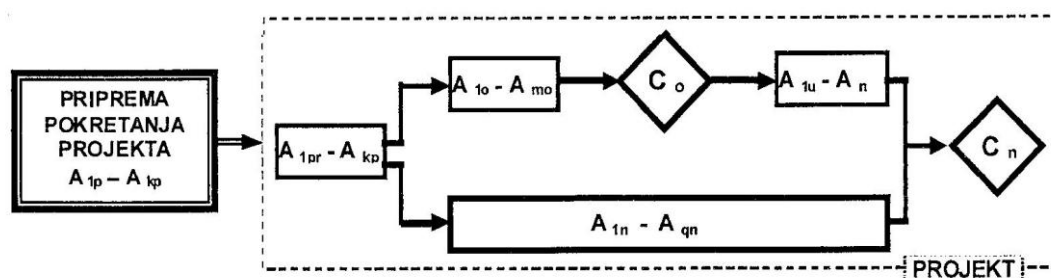 PRIPREMA
POKRETANJA
PROJEKTA
A 1p – A kp
A 1pr - A kp
A 1o - A mo
C o
A 1u - A n
C n
A 1n - A qn
PROJEKT